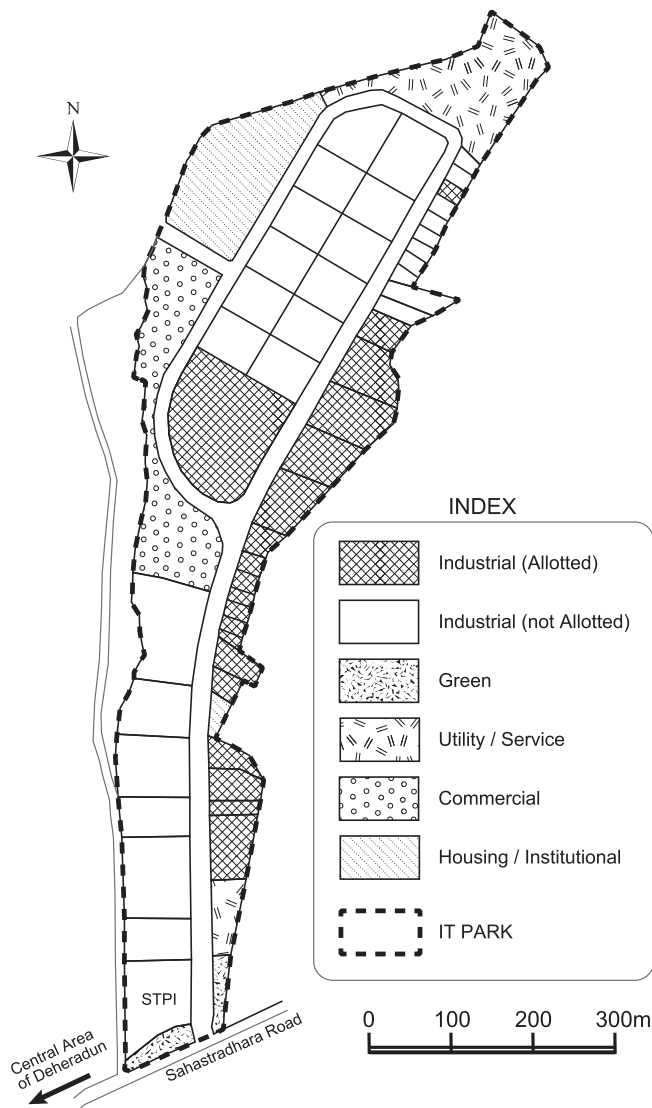 N
INDEX
Industrial (Allotted)
Industrial (not Allotted)
Green
Utility / Service
Commercial
Housing / Institutional
IT PARK
STPI
0 100 200 300m
Sahastradhara Road
Central Area
of Deheradun